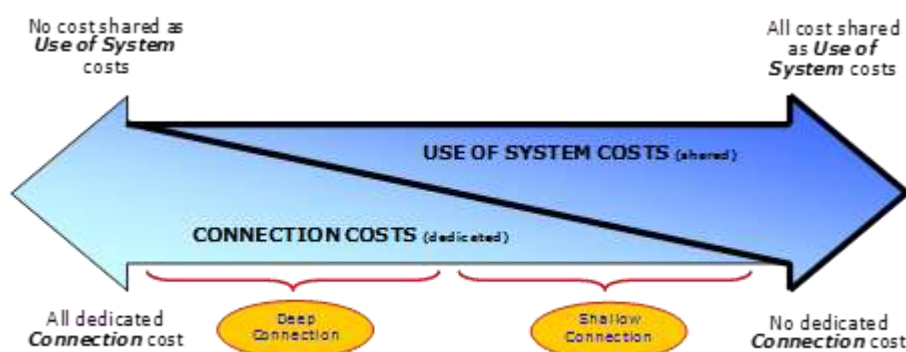 No cost shared as
Use of System
costs
All cost shared
as Use of
System costs
USE OF SYSTEM COSTS (shared)
CONNECTION COSTS (dedicated)
All dedicated
Connection cost
Deep
Connection
Shallow
Connection
No dedicated
Connection cost